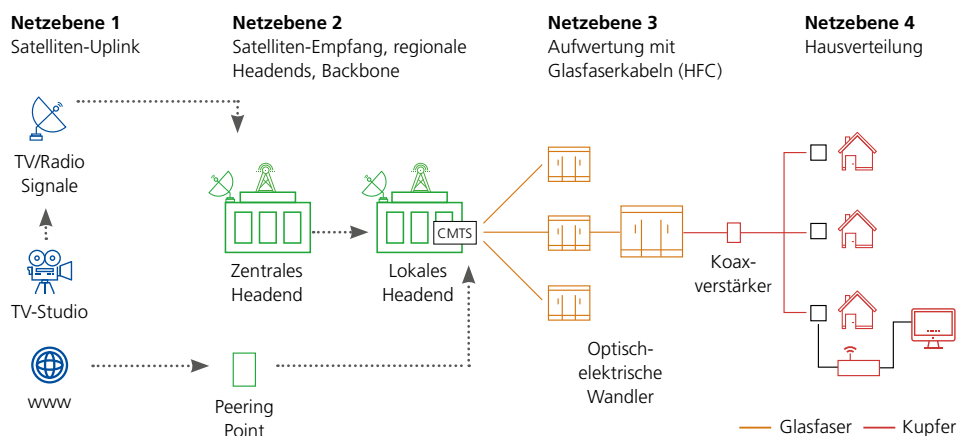 Netzebene 1
Satelliten-Uplink
Netzebene 2
Satelliten-Empfang, regionale
Headends, Backbone
Netzebene 3
Aufwertung mit
Glasfaserkabeln (HFC)
Netzebene 4
Hausverteilung
TV/Radio
Signale
TV-Studio
www
Zentrales
Headend
CMTS
Lokales
Headend
Peering
Point
Optisch-
elektrische
Wandler
Koax-
verstärker
Glasfaser
Kupfer